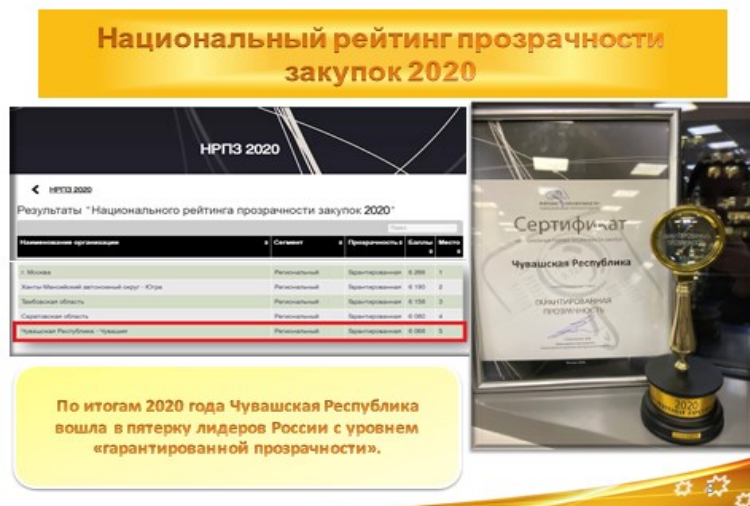 Национальный рейтинг прозрачности
закупок 2020
НРПЗ 2020
НРПЗ 2020
Результаты "Национального рейтинга прозрачности закупок 2020"
Поиск
Наименование организации Сегмент Прозрачность Баллы Место
г. Москва Региональный Гарантированная 1
Ханты-Мансийский автономный округ - Югра Региональный Гарантированная 2
Тамбовская область Региональный Гарантированная 3
Саратовская область Региональный Гарантированная 4
Чувашская Республика - Чувашия Региональный Гарантированная 5
Сертификат
Чувашская Республика
ГАРАНТИРОВАННАЯ
ПРОЗРАЧНОСТЬ
2020
По итогам 2020 года Чувашская Республика
вошла в пятерку лидеров России с уровнем
«гарантированной прозрачности».